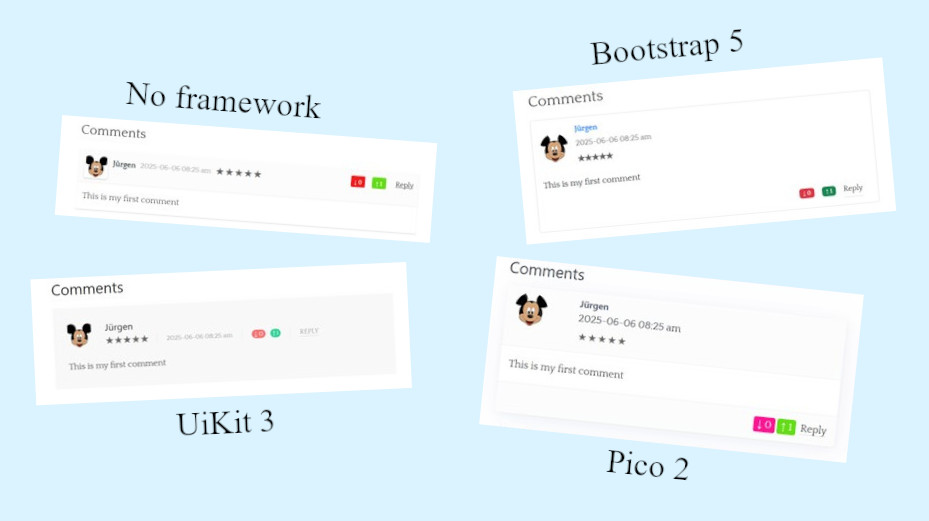 No framework
Comments
Jürgen 2025-06-06 08:25 am ★★★★★
↓0 ↑1 Reply
This is my first comment
Bootstrap 5
Comments
Jürgen
2025-06-06 08:25 am
★★★★★
This is my first comment
↓0 ↑1 Reply
Comments
Jürgen
★★★★★ 2025-06-06 08:25 am ↓0 ↑1 REPLY
This is my first comment
UiKit 3
Comments
Jürgen
2025-06-06 08:25 am
★★★★★
This is my first comment
↓0 ↑1 Reply
Pico 2